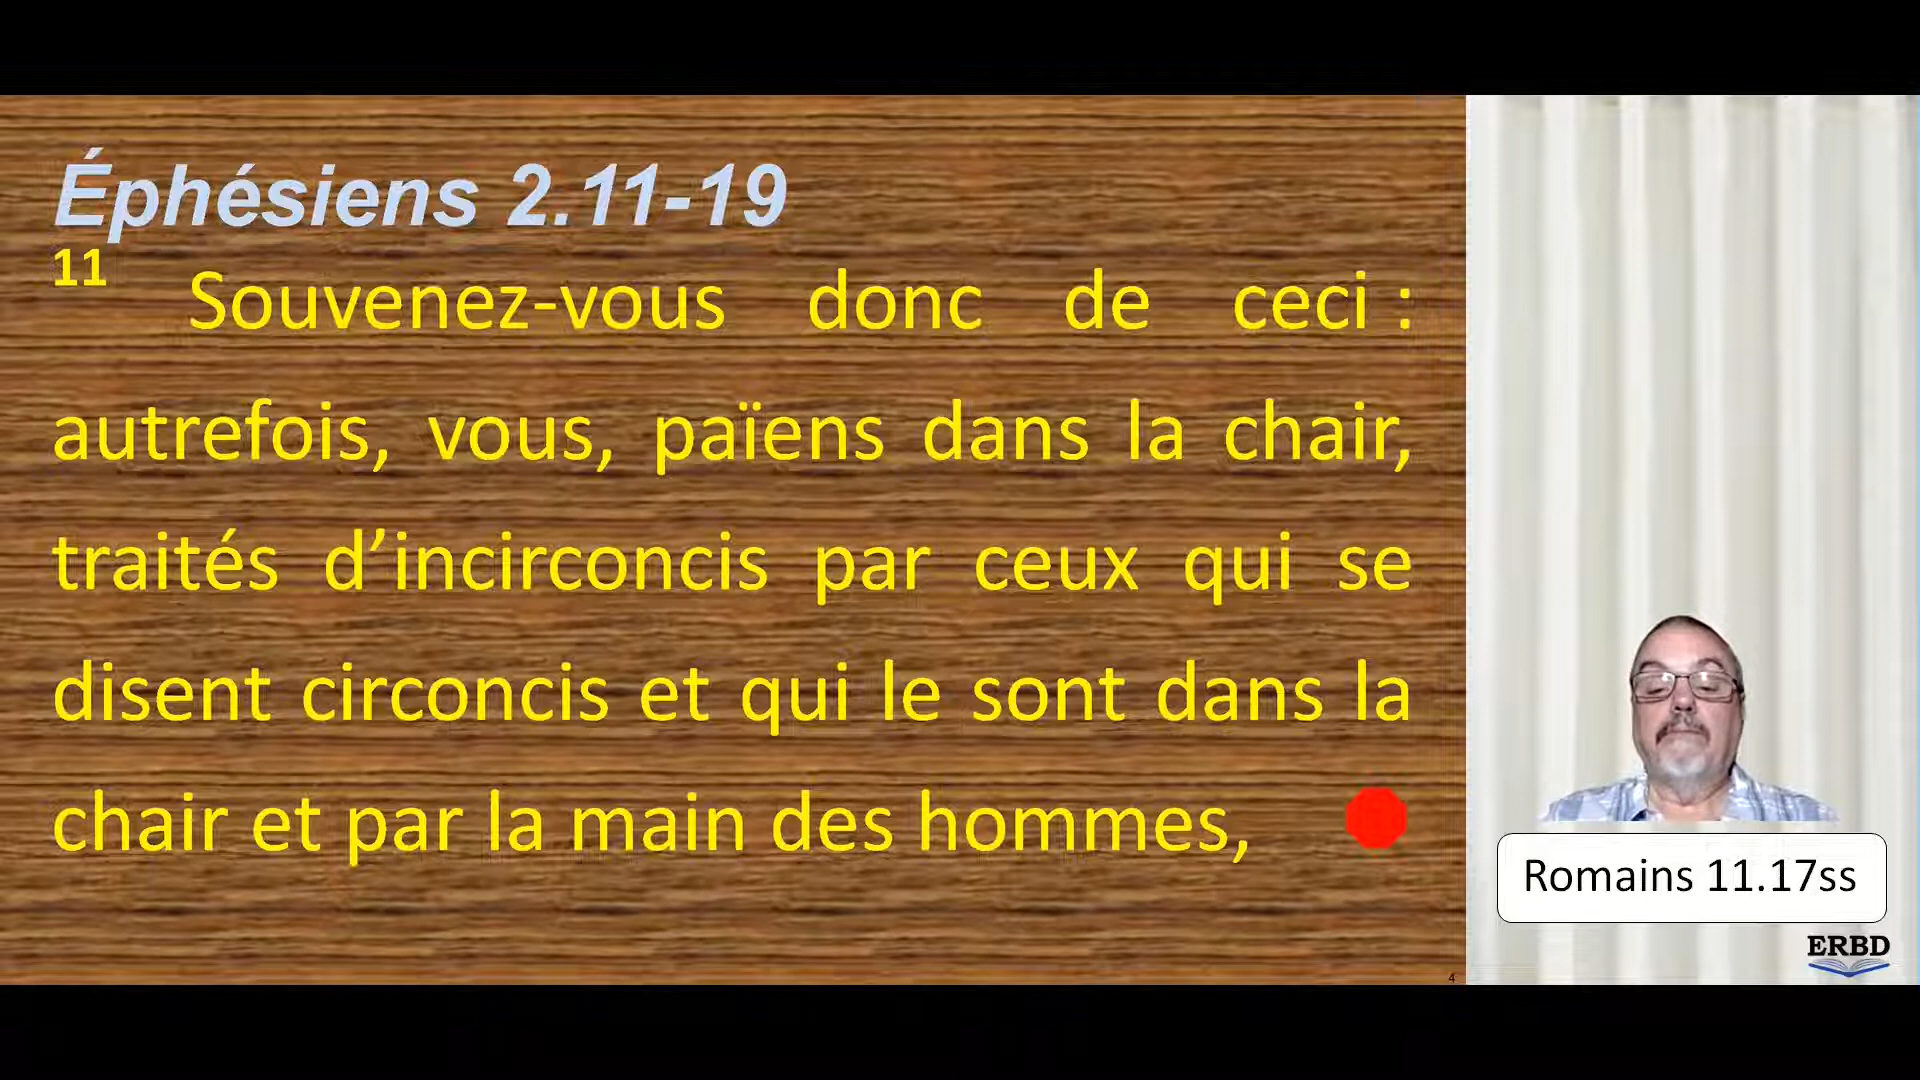 Éphésiens 2.11-19
11 Souvenez-vous donc de ceci :
autrefois, vous, païens dans la chair,
traités d’incirconcis par ceux qui se
disent circoncis et qui le sont dans la
chair et par la main des hommes,
Romains 11.17ss
ERBD
4